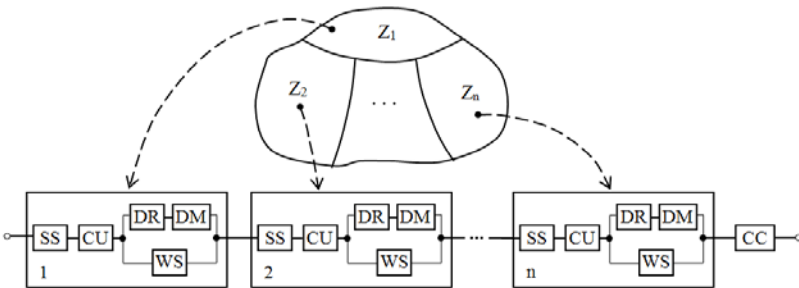 Z1
Z2 ... Zn
DR DM DR DM DR DM
SS CU SS CU ... SS CU CC
WS WS WS
1 2 n